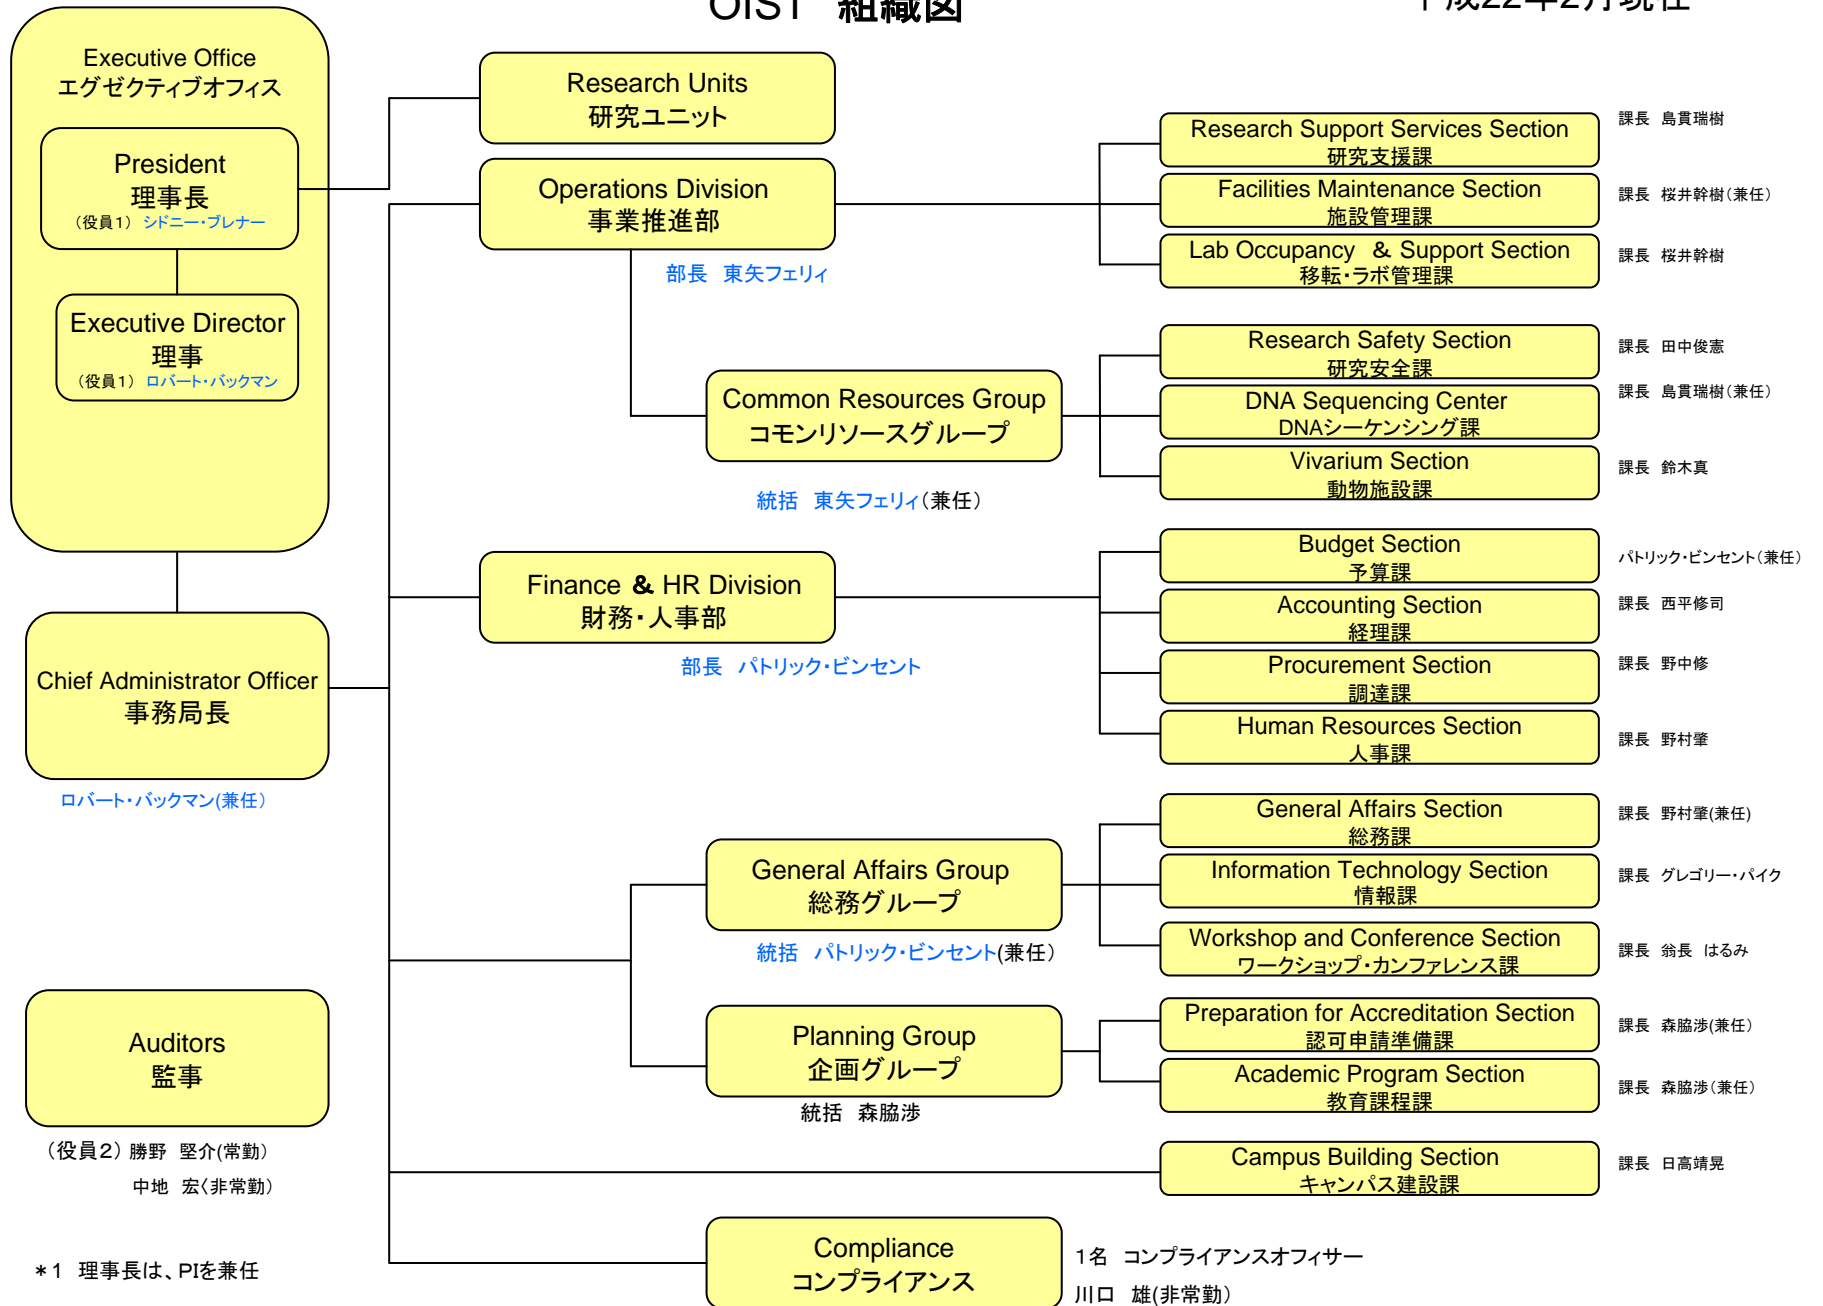 OIST 組織図
平成22年2月現在
Executive Office
エグゼクティブオフィス
President
理事長
(役員1) シドニー・ブレナー
Executive Director
理事
(役員1) ロバート・バックマン
Chief Administrator Officer
事務局長
ロバート・バックマン(兼任)
Auditors
監事
(役員2) 勝野 堅介(常勤)
中地 宏(非常勤)
*1 理事長は、PIを兼任
Research Units
研究ユニット
Operations Division
事業推進部
部長 東矢フェリィ
Common Resources Group
コモンリソースグループ
統括 東矢フェリィ(兼任)
Finance & HR Division
財務・人事部
部長 パトリック・ビンセント
General Affairs Group
総務グループ
統括 パトリック・ビンセント(兼任)
Planning Group
企画グループ
統括 森脇渉
Compliance
コンプライアンス
1名 コンプライアンスオフィサー
川口 雄(非常勤)
Research Support Services Section
研究支援課
課長 島貫瑞樹
Facilities Maintenance Section
施設管理課
課長 桜井幹樹(兼任)
Lab Occupancy & Support Section
移転・ラボ管理課
課長 桜井幹樹
Research Safety Section
研究安全課
課長 田中俊憲
DNA Sequencing Center
DNAシーケンシング課
課長 島貫瑞樹(兼任)
Vivarium Section
動物施設課
課長 鈴木真
Budget Section
予算課
パトリック・ビンセント(兼任)
Accounting Section
経理課
課長 西平修司
Procurement Section
調達課
課長 野中修
Human Resources Section
人事課
課長 野村肇
General Affairs Section
総務課
課長 野村肇(兼任)
Information Technology Section
情報課
課長 グレゴリー・パイク
Workshop and Conference Section
ワークショップ・カンファレンス課
課長 翁長 はるみ
Preparation for Accreditation Section
認可申請準備課
課長 森脇渉(兼任)
Academic Program Section
教育課程課
課長 森脇渉(兼任)
Campus Building Section
キャンパス建設課
課長 日高靖晃